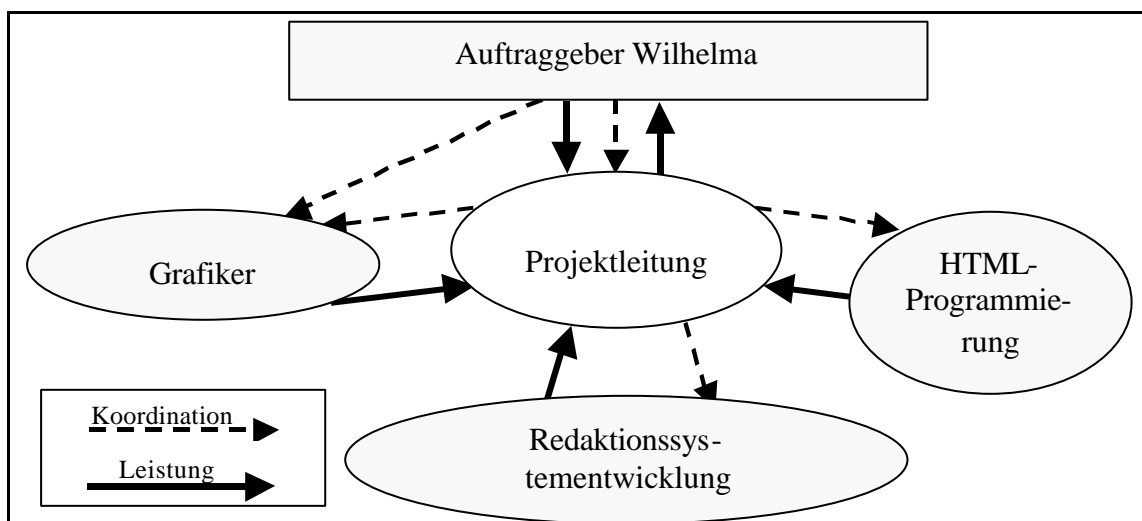 Auftraggeber Wilhelma
Grafiker
Projektleitung
HTML-
Programmie-
rung
Redaktionssys-
tementwicklung
Koordination
Leistung